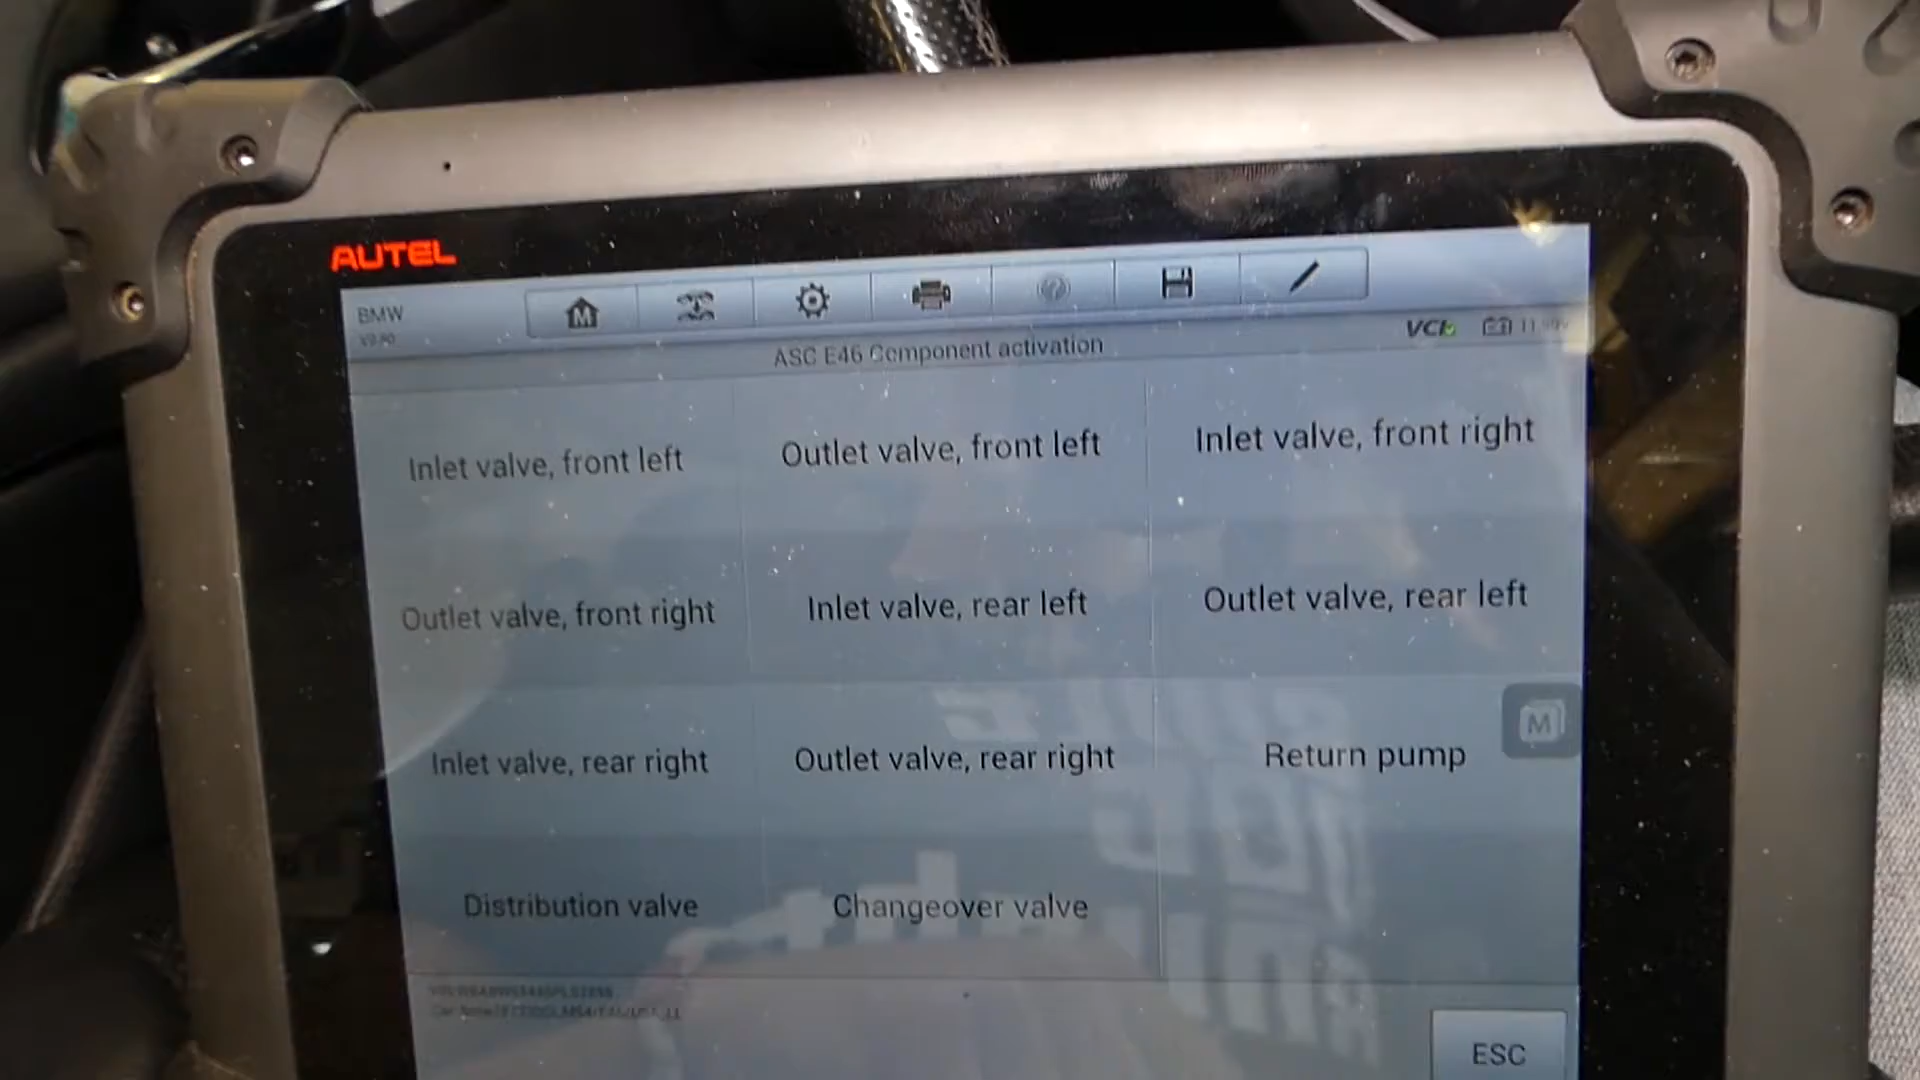 AUTEL
BMW
VCI
ASC E46 Component activation
Inlet valve, front left
Outlet valve, front left
Inlet valve, front right
Outlet valve, front right
Inlet valve, rear left
Outlet valve, rear left
Inlet valve, rear right
Outlet valve, rear right
Return pump
M
Distribution valve
Changeover valve
ESC